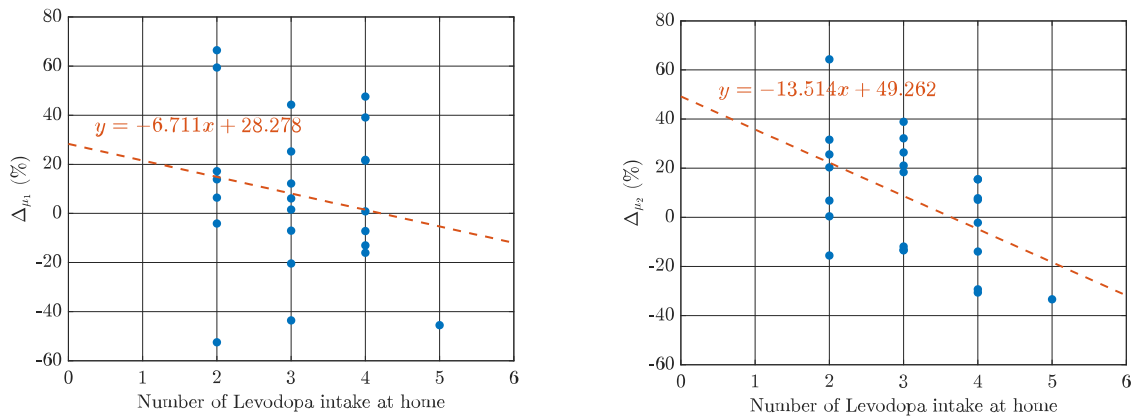 80
60
40
20
0
-20
-40
-60
Δμ₁ (%)
y = −6.711x + 28.278
0 1 2 3 4 5 6
Number of Levodopa intake at home
80
60
40
20
0
-20
-40
-60
Δμ₂ (%)
y = −13.514x + 49.262
0 1 2 3 4 5 6
Number of Levodopa intake at home